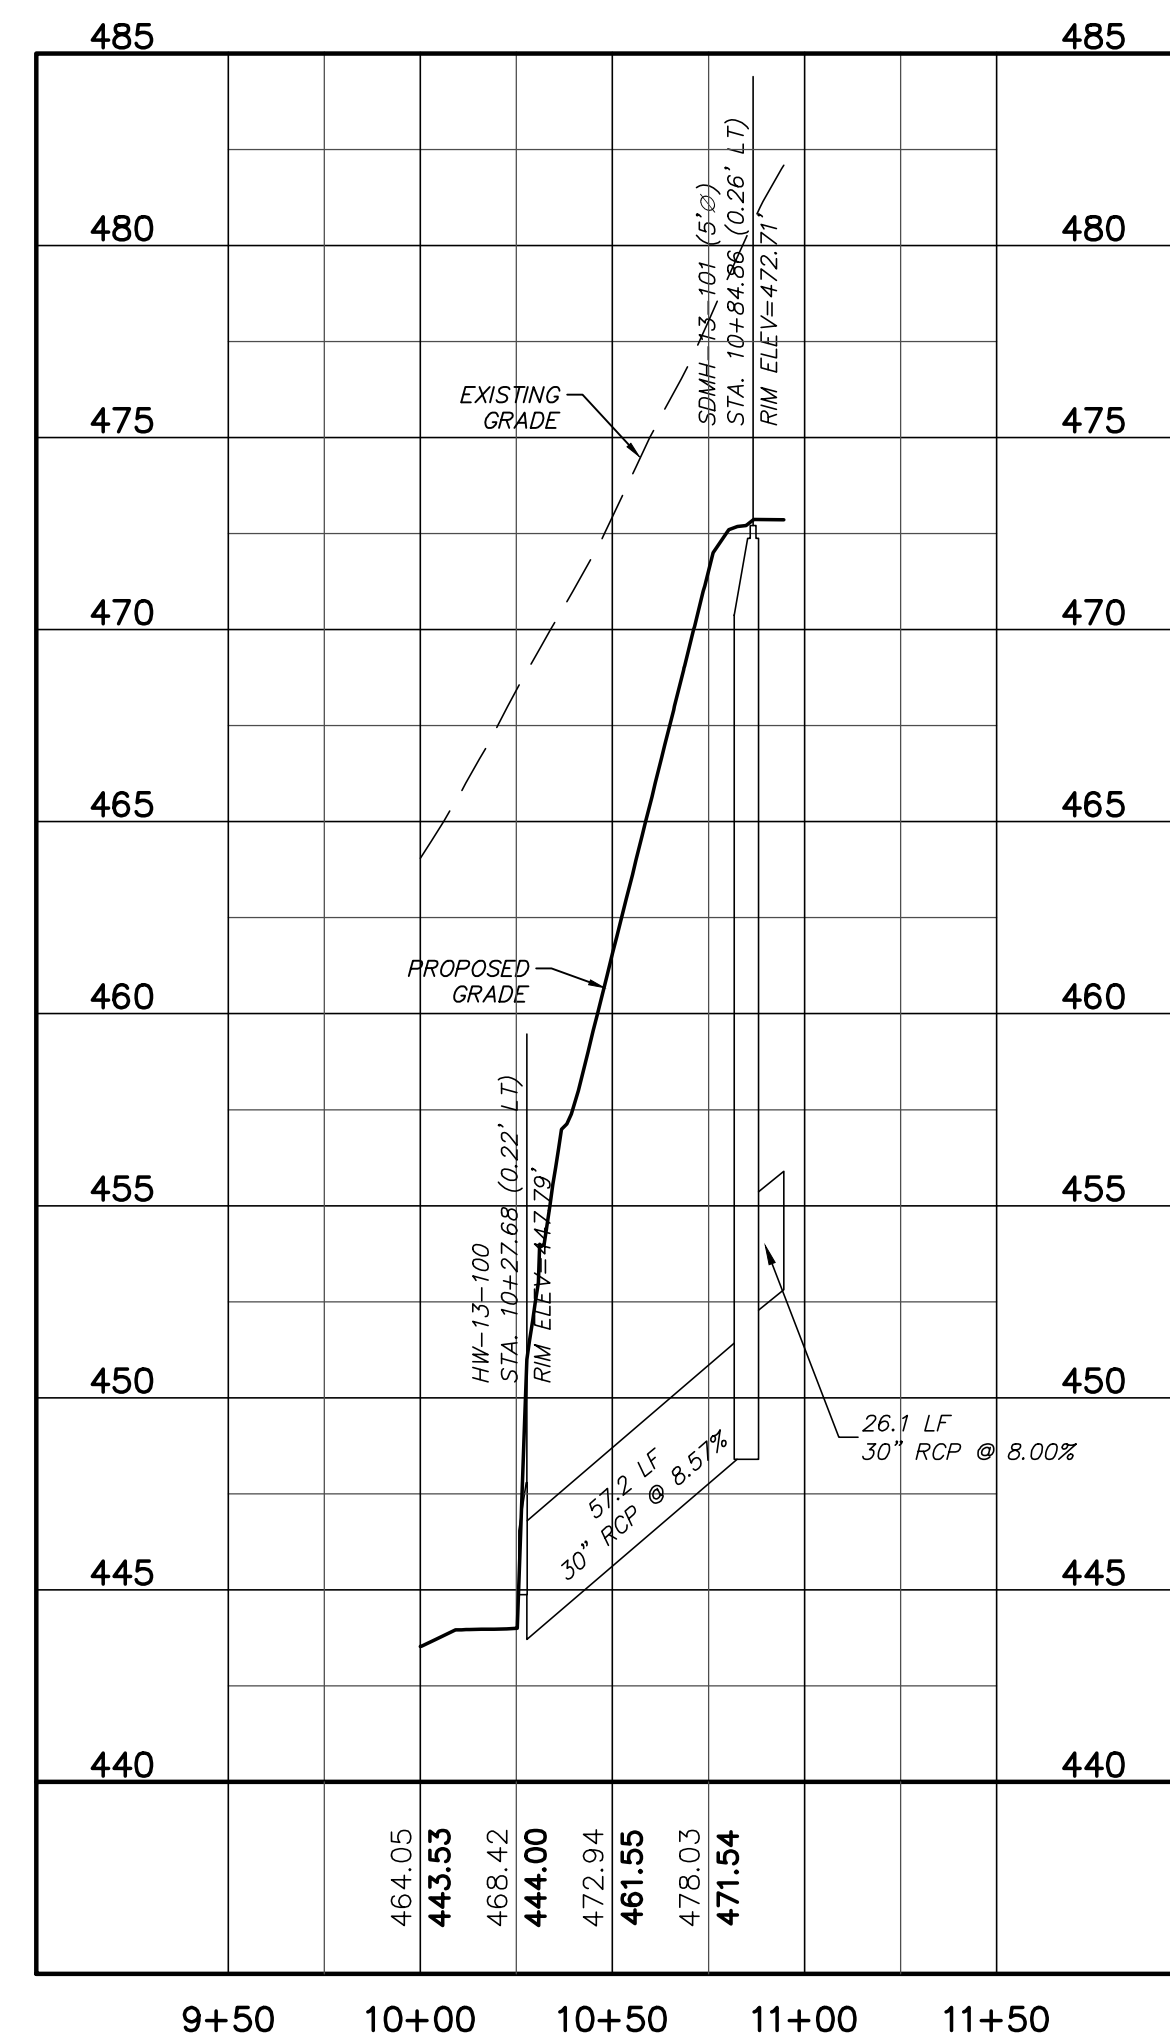 485 485
SDMH-13-101 (5'Ø)
STA. 10+84.86 (0.26' LT)
RIM ELEV=472.71'
480 480
EXISTING
GRADE
475 475
470 470
465 465
PROPOSED
GRADE
460 460
HW-13-100
STA. 10+27.68 (0.22' LT)
RIM ELEV=447.79'
455 455
450 450
26.1 LF
30" RCP @ 8.00%
57.2 LF
30" RCP @ 8.57%
445 445
440 440
464.05
443.53
468.42
444.00
472.94
461.55
478.03
471.54
9+50 10+00 10+50 11+00 11+50